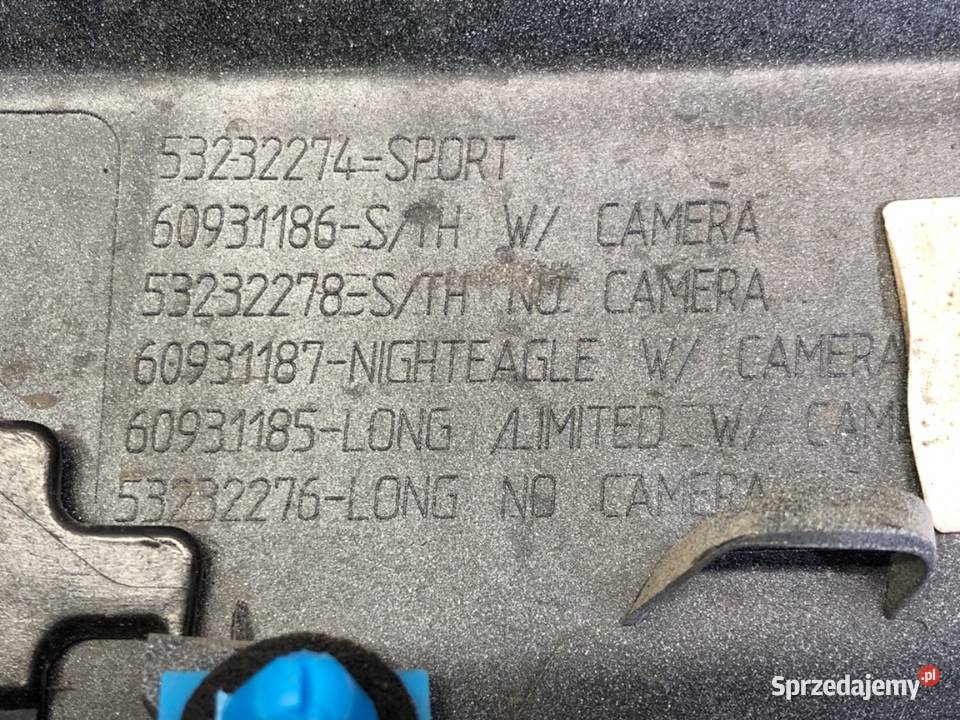 53232274=SPORT
60931186-S/TH W/ CAMERA
53232278=S/TH NO CAMERA
60931187-NIGHTEAGLE W/ CAMERA
60931185-LONG /LIMITED W/ CAME
53232276-LONG NO CAMERA
Sprzedajemy.pl